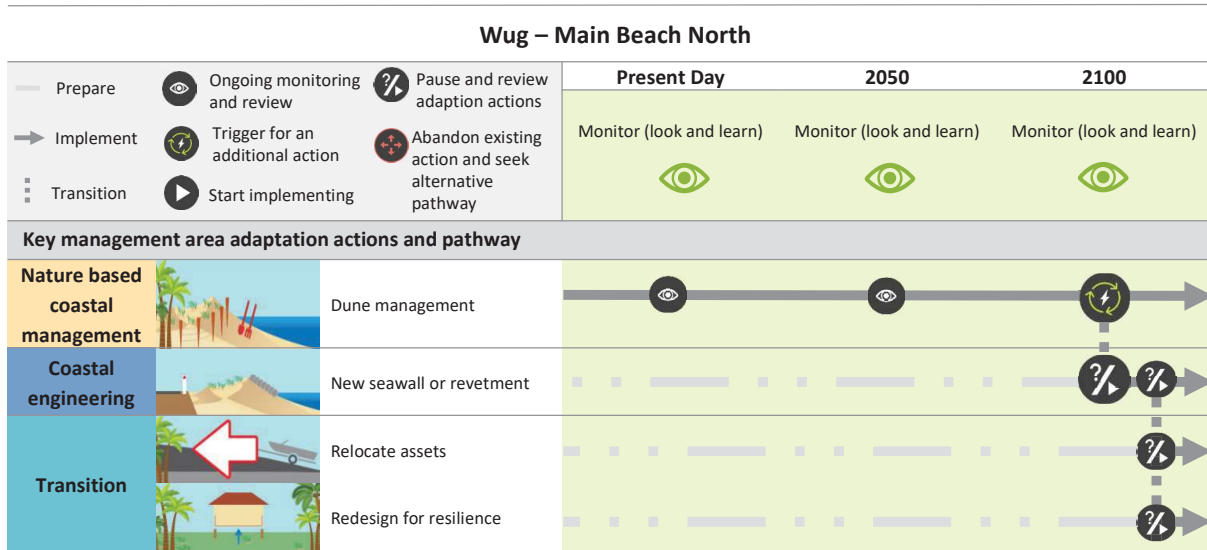 Wug – Main Beach North
Prepare
Implement
Transition
Ongoing monitoring
and review
Trigger for an
additional action
Start implementing
Pause and review
adaption actions
Abandon existing
action and seek
alternative
pathway
Present Day
2050
2100
Monitor (look and learn)
Monitor (look and learn)
Monitor (look and learn)
Key management area adaptation actions and pathway
Nature based
coastal
management
Dune management
Coastal
engineering
New seawall or revetment
Transition
Relocate assets
Redesign for resilience